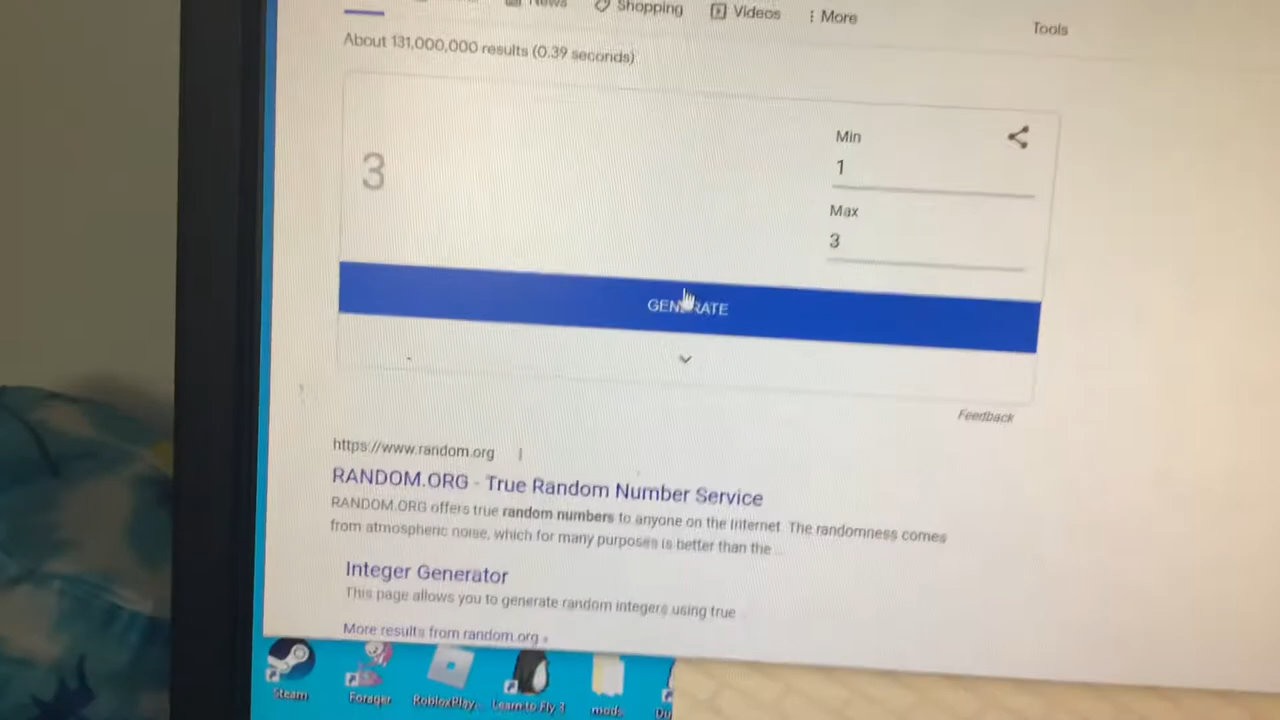 News Shopping Videos More Tools
About 131,000,000 results (0.39 seconds)
3
Min
1
Max
3
GENERATE
Feedback
https://www.random.org
RANDOM.ORG - True Random Number Service
RANDOM.ORG offers true random numbers to anyone on the Internet. The randomness comes
from atmospheric noise, which for many purposes is better than the ...
Integer Generator
This page allows you to generate random integers using true ...
More results from random.org »
Steam Forager RobloxPlay... Learn to Fly 3 mods Du